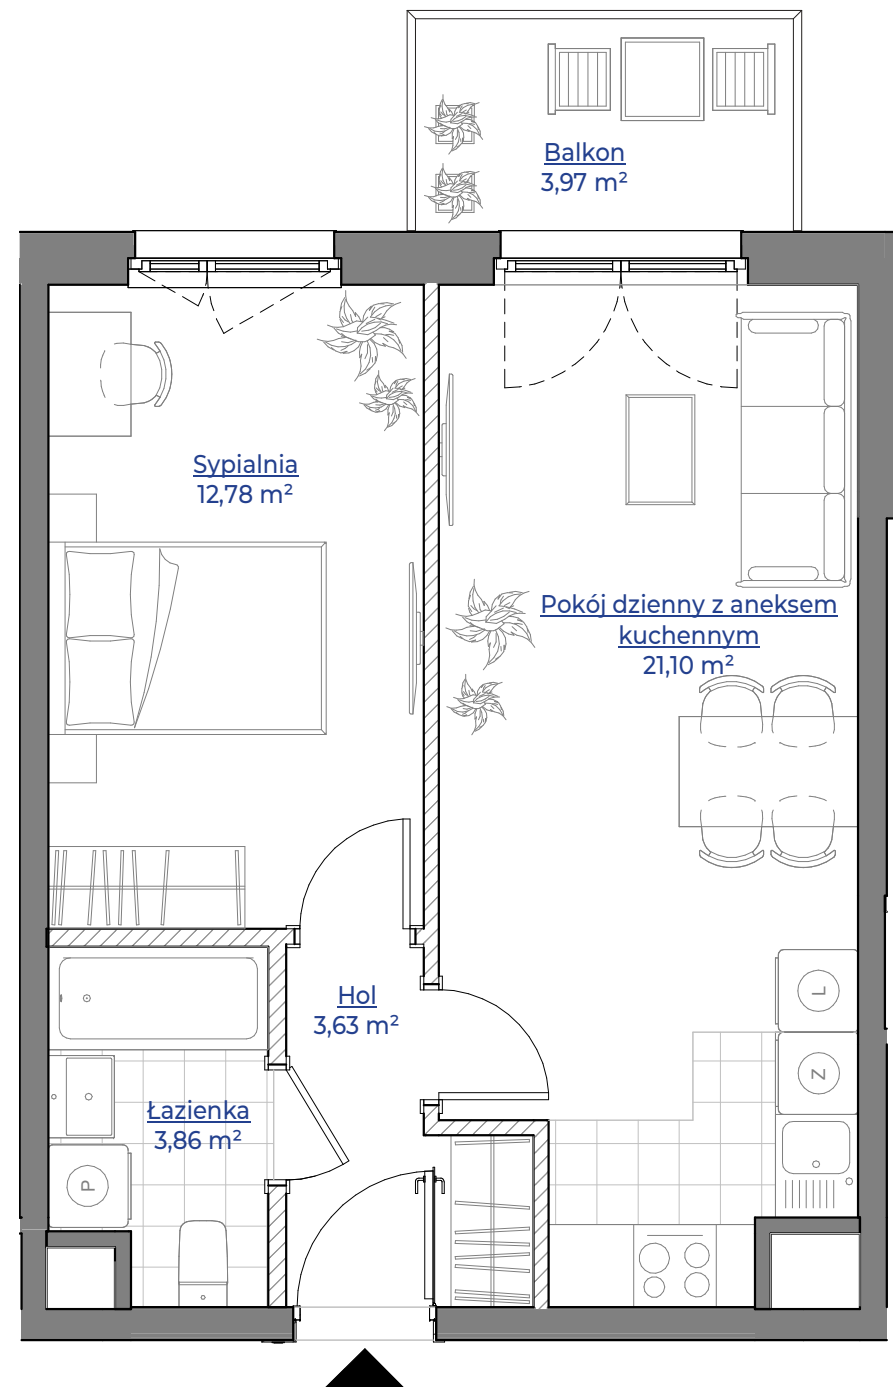 Balkon
3,97 m²
Sypialnia
12,78 m²
Pokój dzienny z aneksem
kuchennym
21,10 m²
Hol
3,63 m²
L
Z
Łazienka
3,86 m²
P